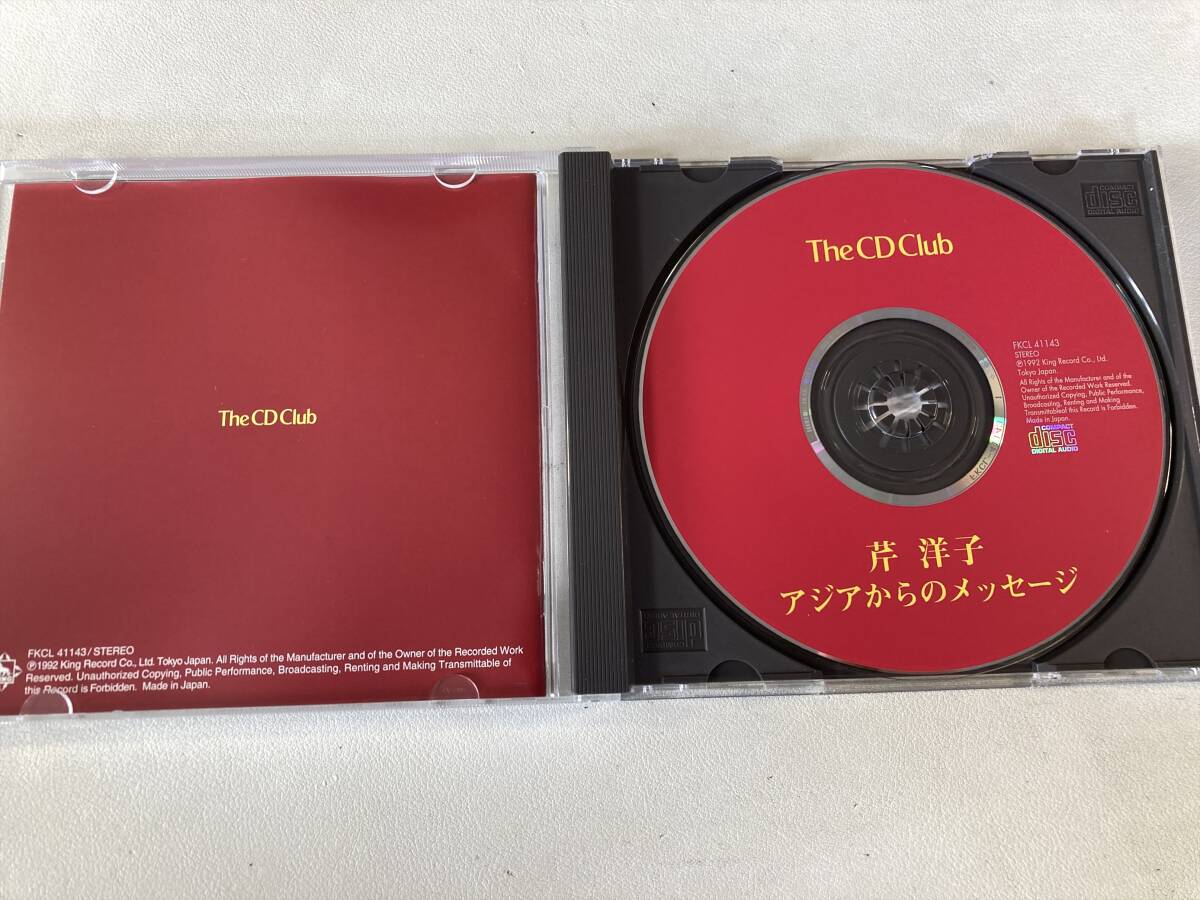 The CD Club
FKCL 41143/STEREO
℗1992 King Record Co., Ltd. Tokyo Japan. All Rights of the Manufacturer and of the Owner of the Recorded Work
Reserved. Unauthorized Copying, Public Performance, Broadcasting, Renting and Making Transmittable of
this Record is Forbidden. Made in Japan.
COMPACT
disc
DIGITAL AUDIO
The CD Club
FKCL 41143
STEREO
℗1992 King Record Co., Ltd.
Tokyo Japan.
All Rights of the Manufacturer and of the
Owner of the Recorded Work Reserved.
Unauthorized Copying, Public Performance,
Broadcasting, Renting and Making
Transmittableof this Record is Forbidden.
Made in Japan.
COMPACT
disc
DIGITAL AUDIO
芹 洋子
アジアからのメッセージ
COMPACT
disc
DIGITAL AUDIO